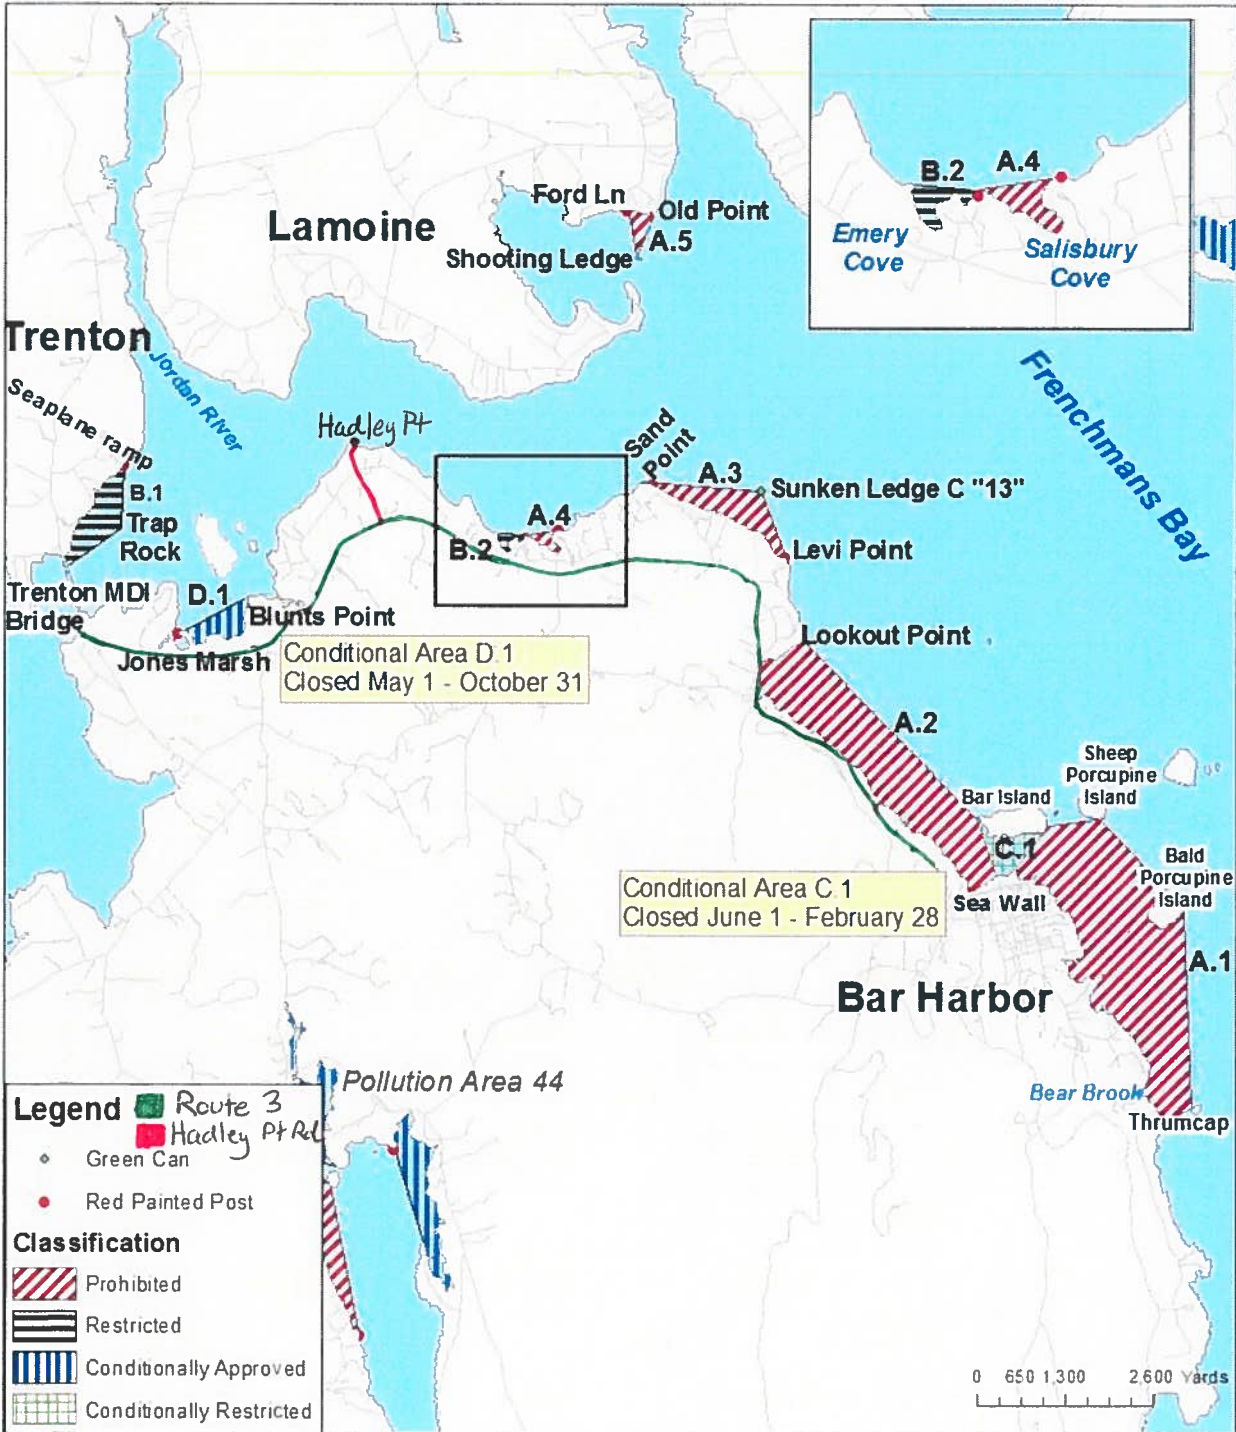 B.2
A.4
Emery
Cove
Salisbury
Cove
Ford Ln
Old Point
Lamoine
A.5
Shooting Ledge
Trenton
Jordan River
Frenchmans Bay
Seaplane ramp
Hadley Pt
Sand
Point
A.3
Sunken Ledge C "13"
B.1
Trap
Rock
A.4
B.2
Levi Point
Trenton MDI
Bridge
D.1
Blunts Point
Lookout Point
Jones Marsh
Conditional Area D.1
Closed May 1 - October 31
A.2
Sheep
Porcupine
Island
Bar Island
C.1
Bald
Porcupine
Island
Conditional Area C.1
Closed June 1 - February 28
Sea Wall
A.1
Bar Harbor
Pollution Area 44
Bear Brook
Thrumcap
Legend
Route 3
Hadley Pt Rd
Green Can
Red Painted Post
Classification
Prohibited
Restricted
Conditionally Approved
Conditionally Restricted
0 650 1,300 2,600 Yards